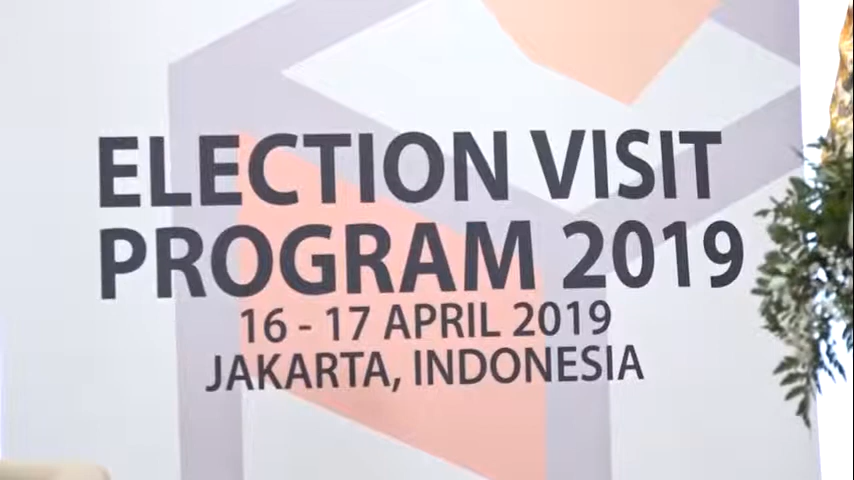 ELECTION VISIT
PROGRAM 2019
16 - 17 APRIL 2019
JAKARTA, INDONESIA